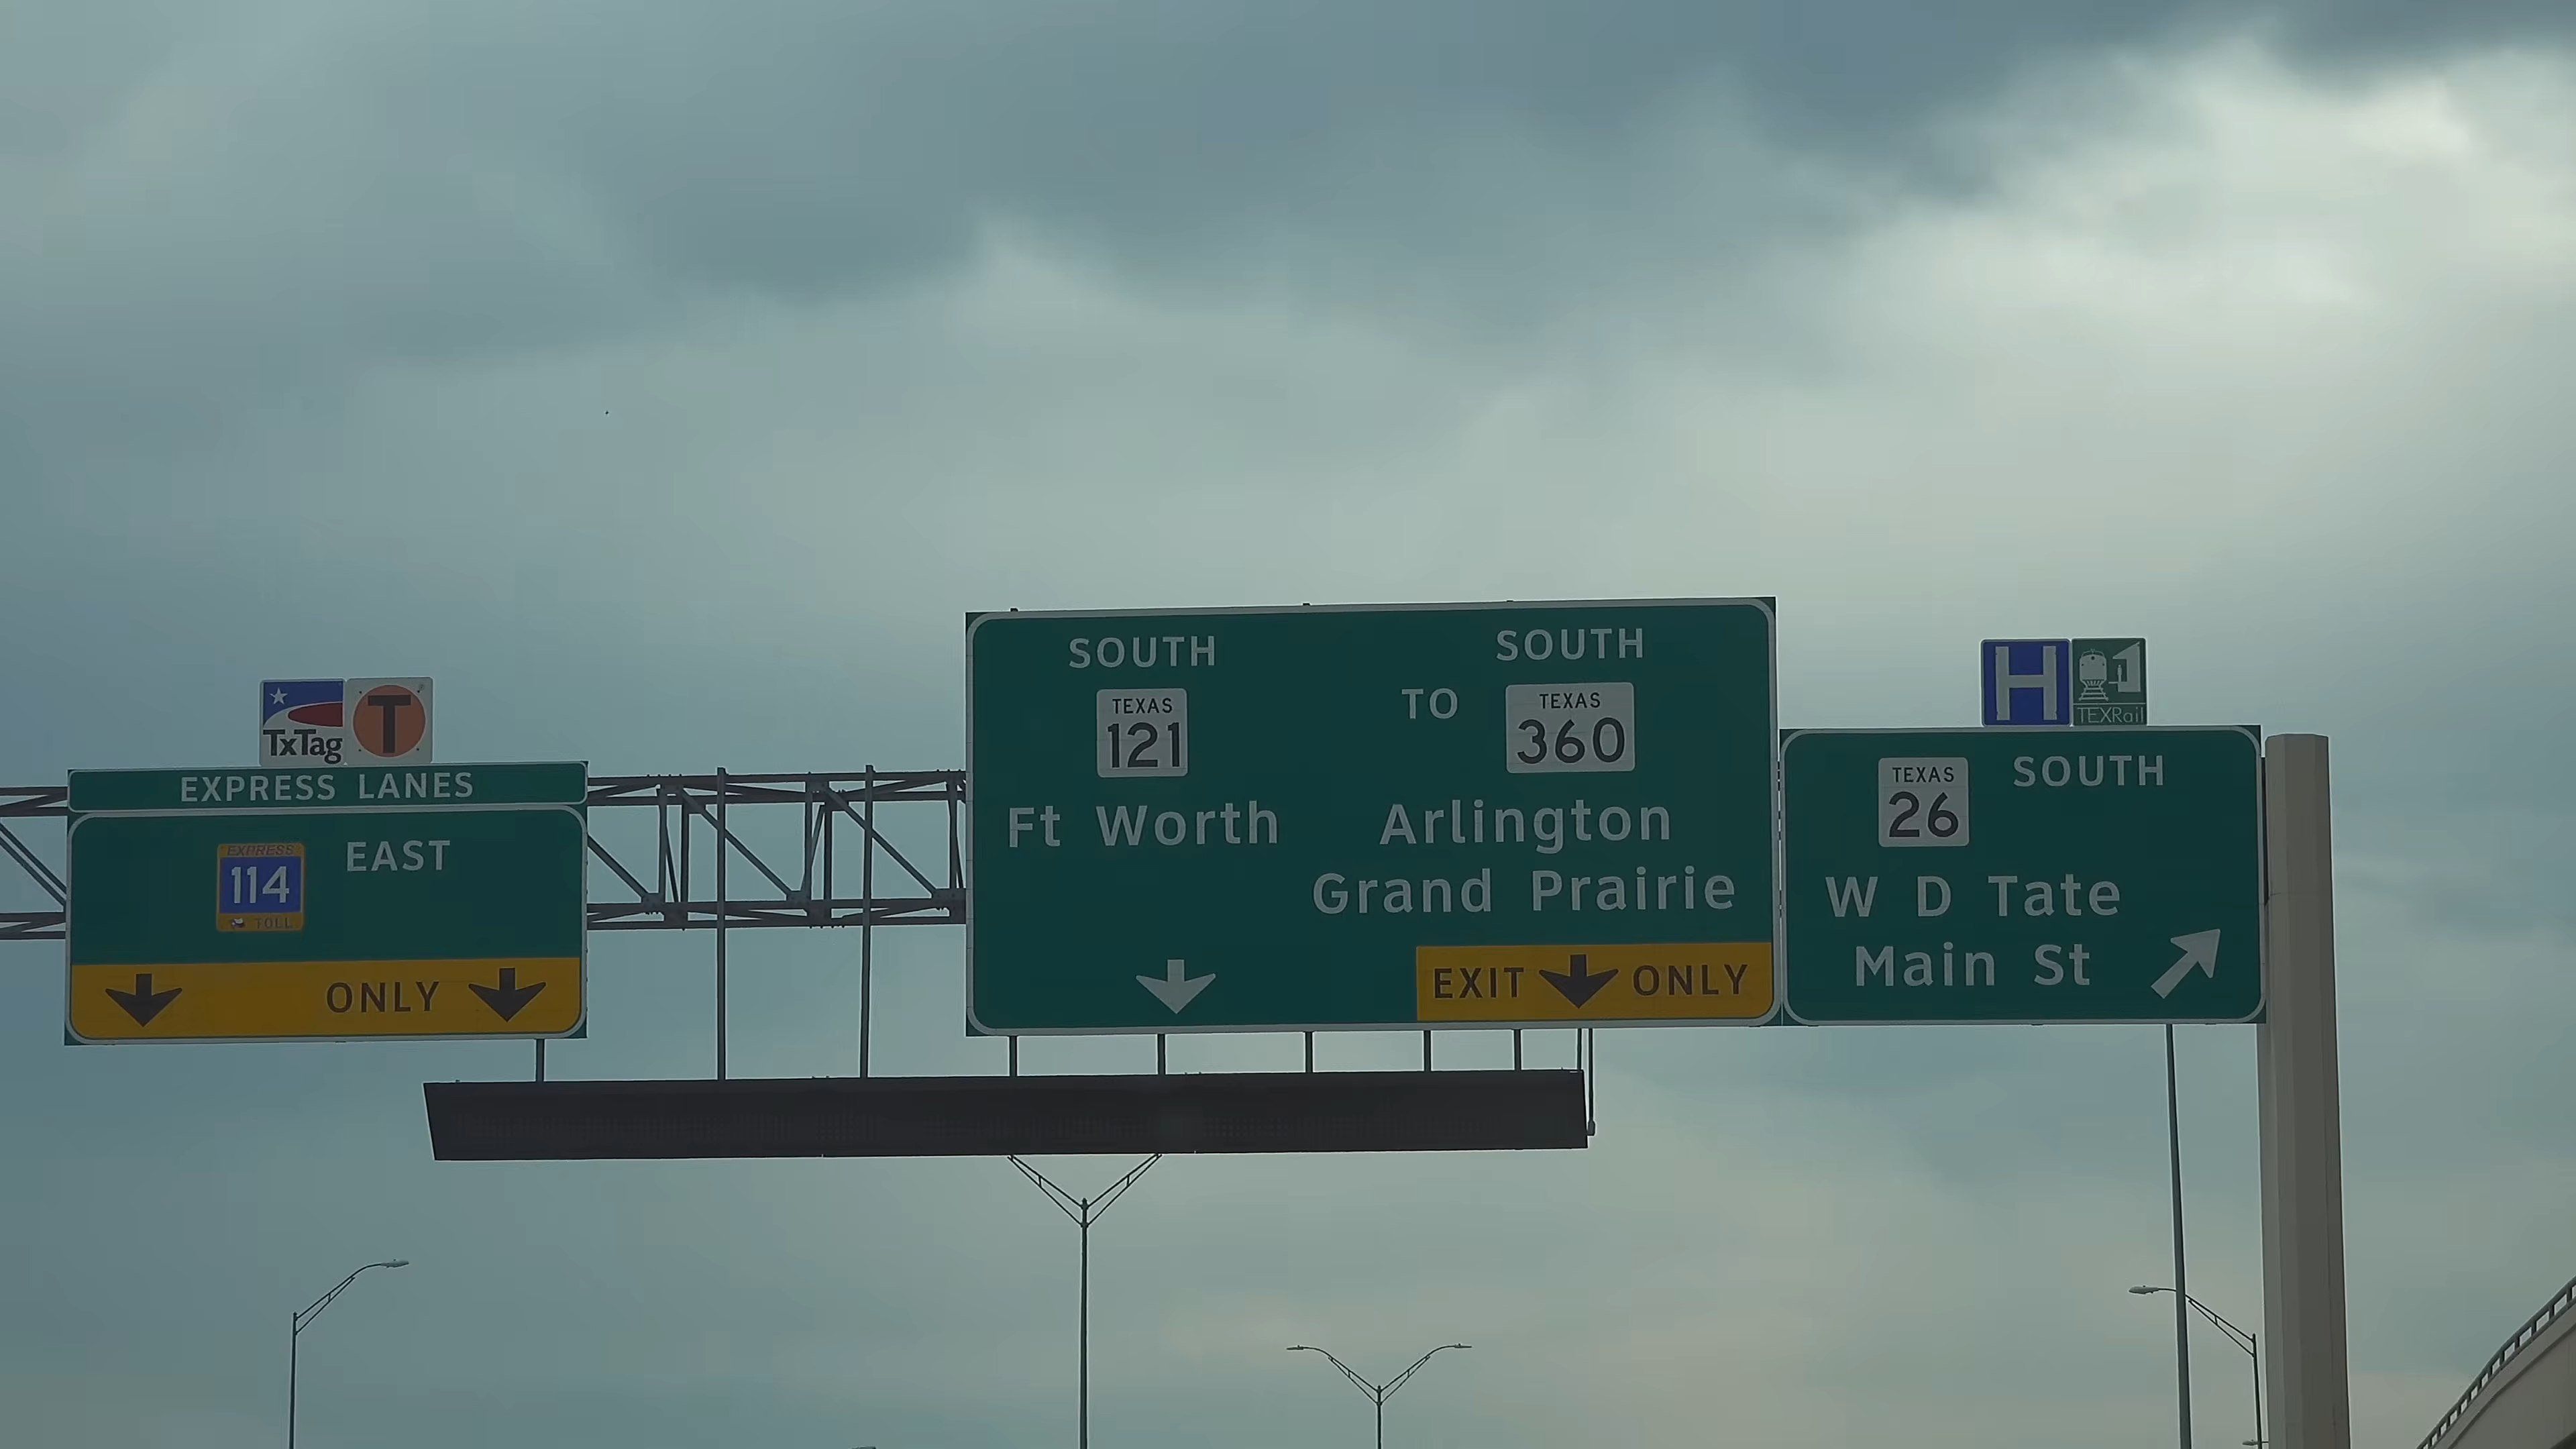 TxTag
T
EXPRESS LANES
EXPRESS
114
TOLL
EAST
ONLY
SOUTH
TEXAS
121
Ft Worth
SOUTH
TO
TEXAS
360
Arlington
Grand Prairie
EXIT ONLY
H
TEXRail
TEXAS
26
SOUTH
W D Tate
Main St